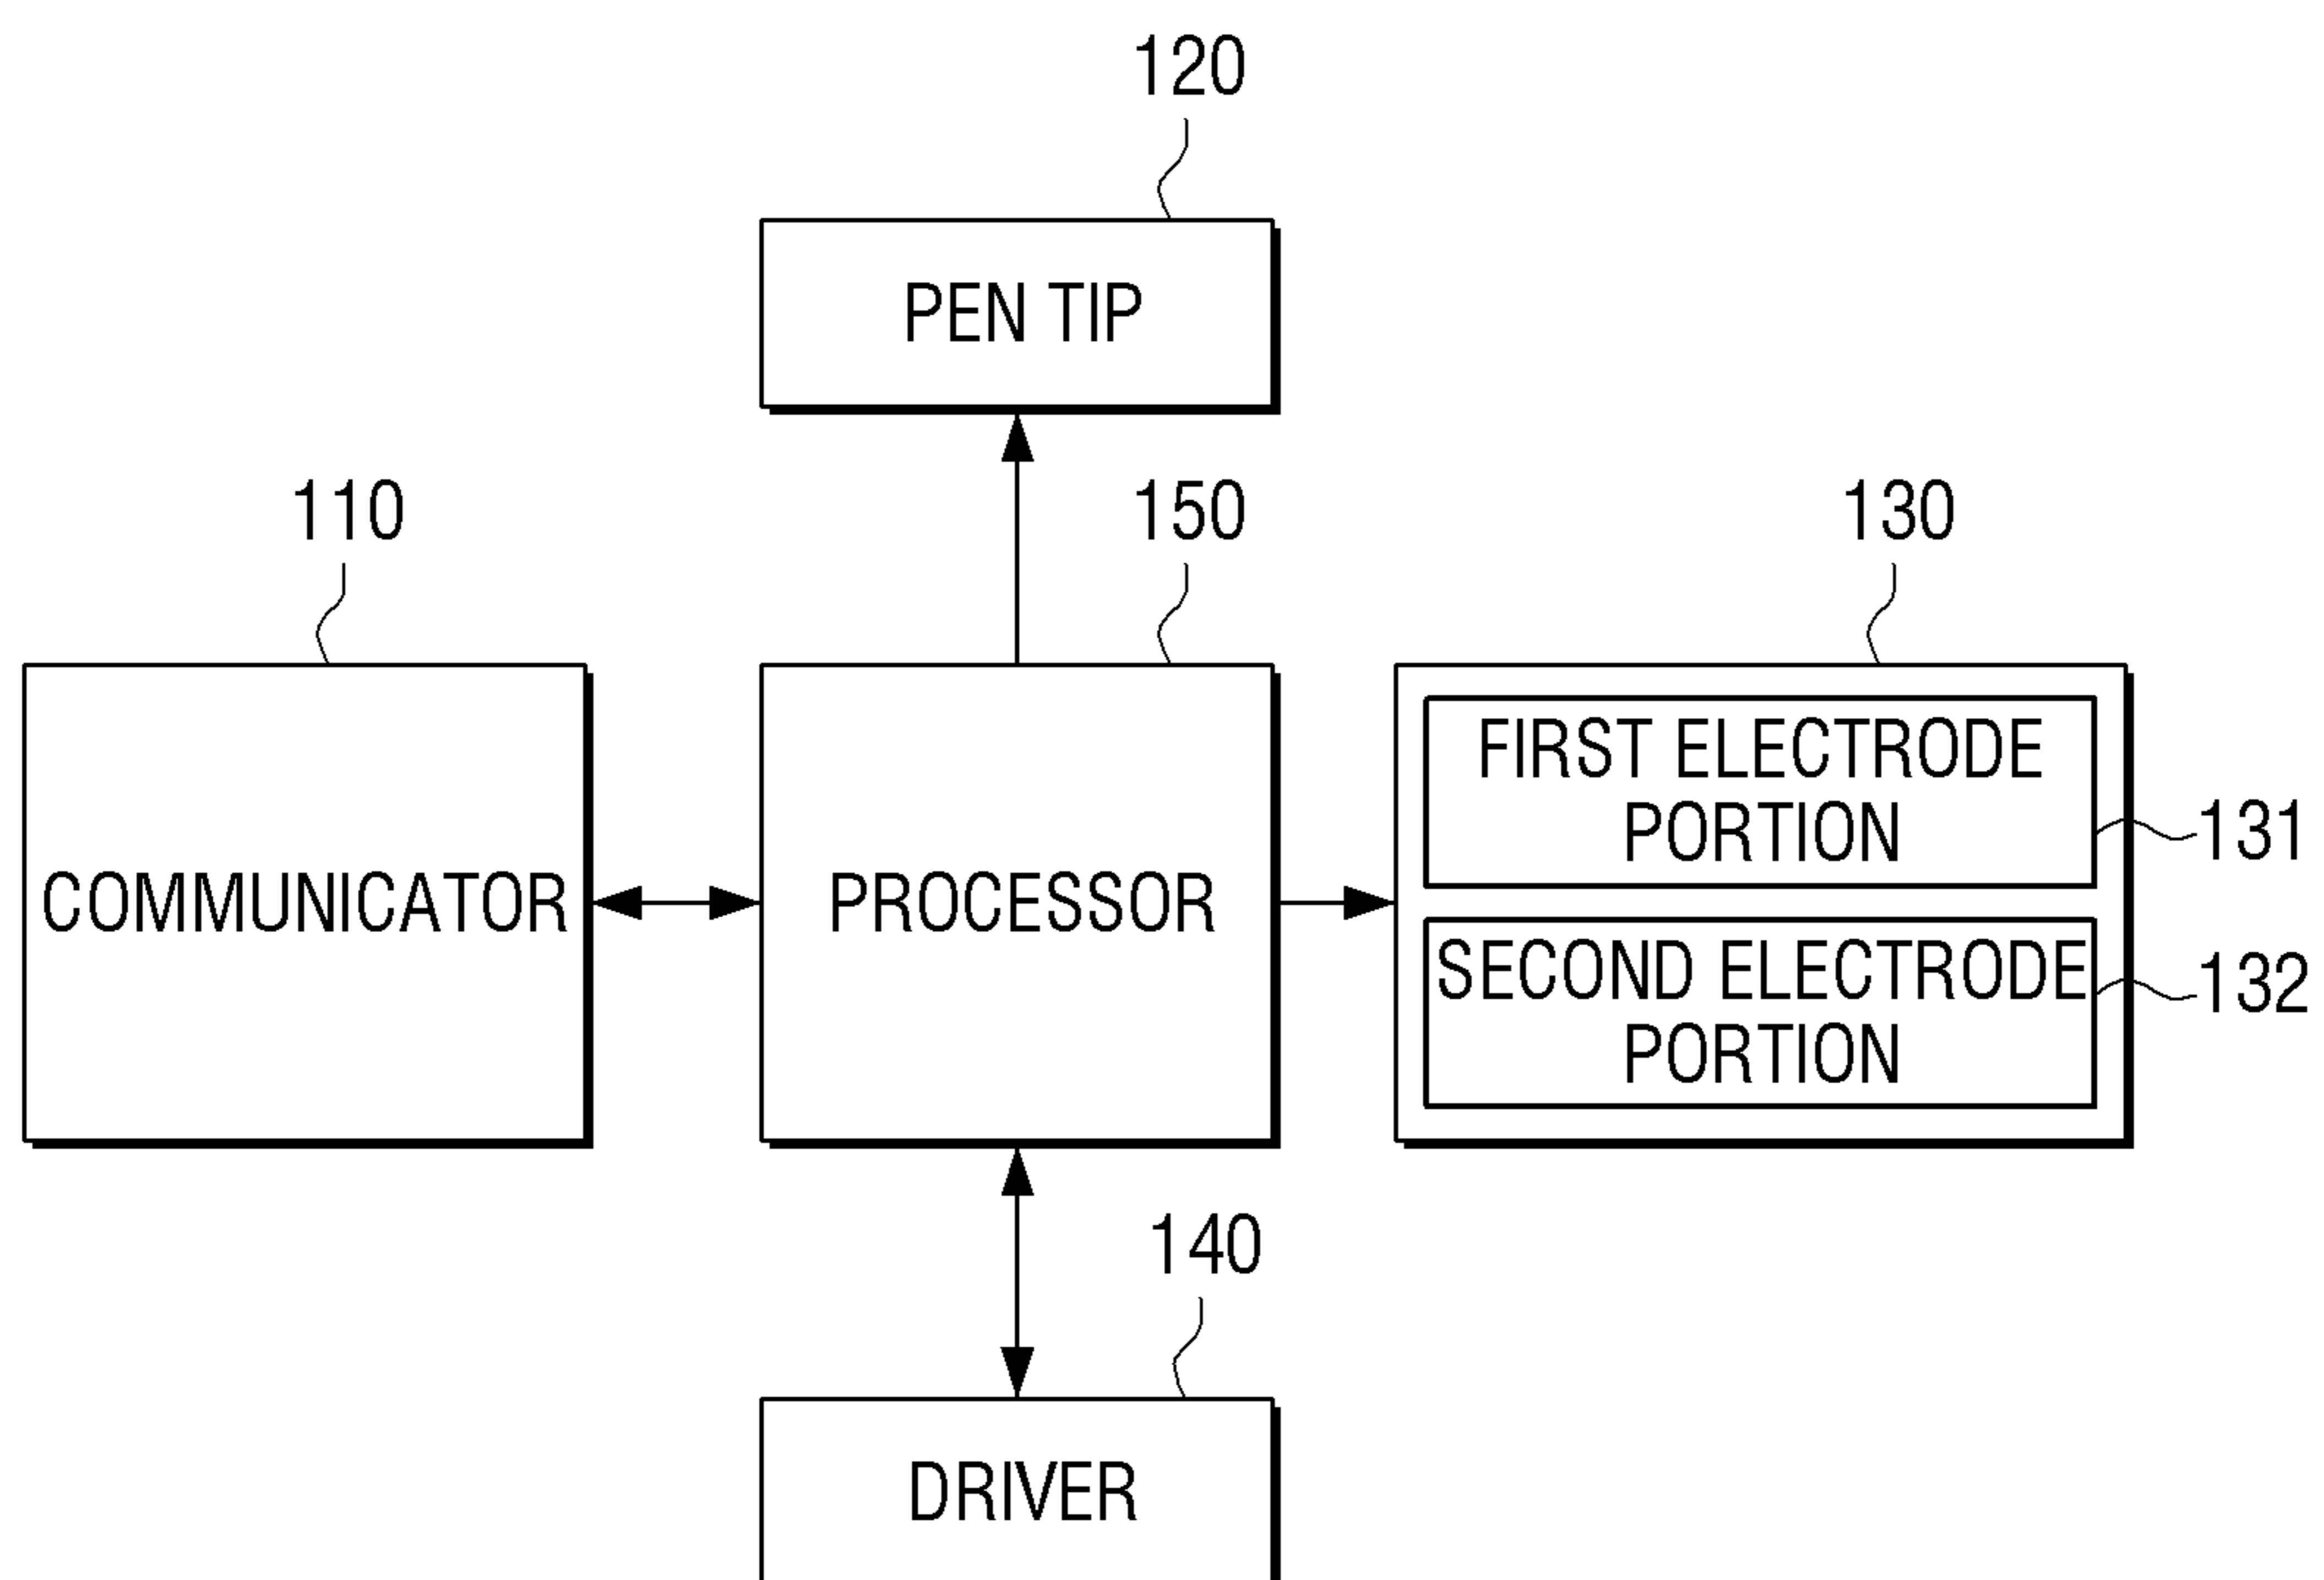 120
PEN TIP
110
150
130
COMMUNICATOR
PROCESSOR
FIRST ELECTRODE
PORTION
131
SECOND ELECTRODE
PORTION
132
140
DRIVER